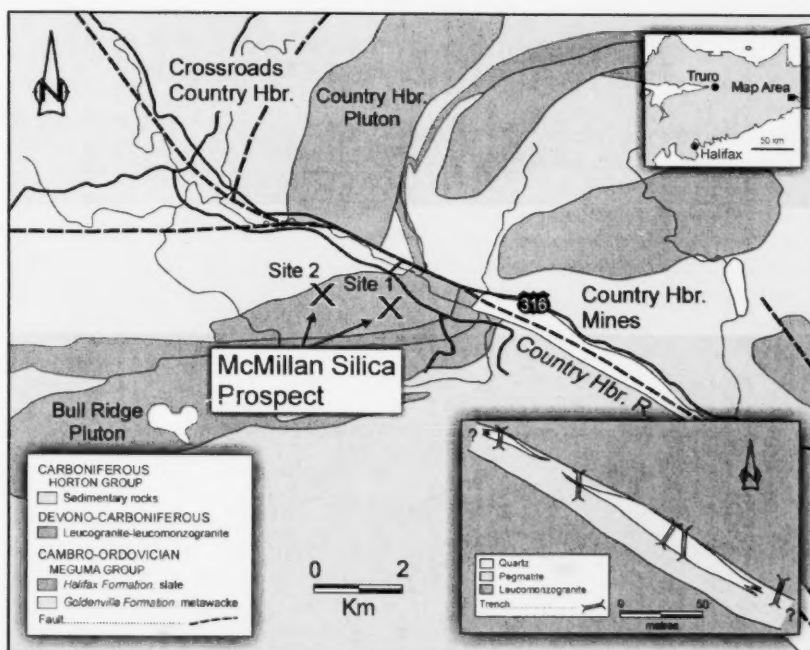 N
Crossroads
Country Hbr.
Country Hbr.
Pluton
Truro
Map Area
50 km
Halifax
Site 2
Site 1
316
Country Hbr.
Mines
McMillan Silica
Prospect
Country Hbr. R.
Bull Ridge
Pluton
CARBONIFEROUS
HORTON GROUP
Sedimentary rocks
DEVONO-CARBONIFEROUS
Leucogranite-leucomonzogranite
CAMBRO-ORDOVICIAN
MEGUMA GROUP
Halifax Formation: slate
Goldenville Formation: metawacke
Fault
0 2
Km
?
N
Quartz
Pegmatite
Leucomonzogranite
Trench
0 50
metres
?